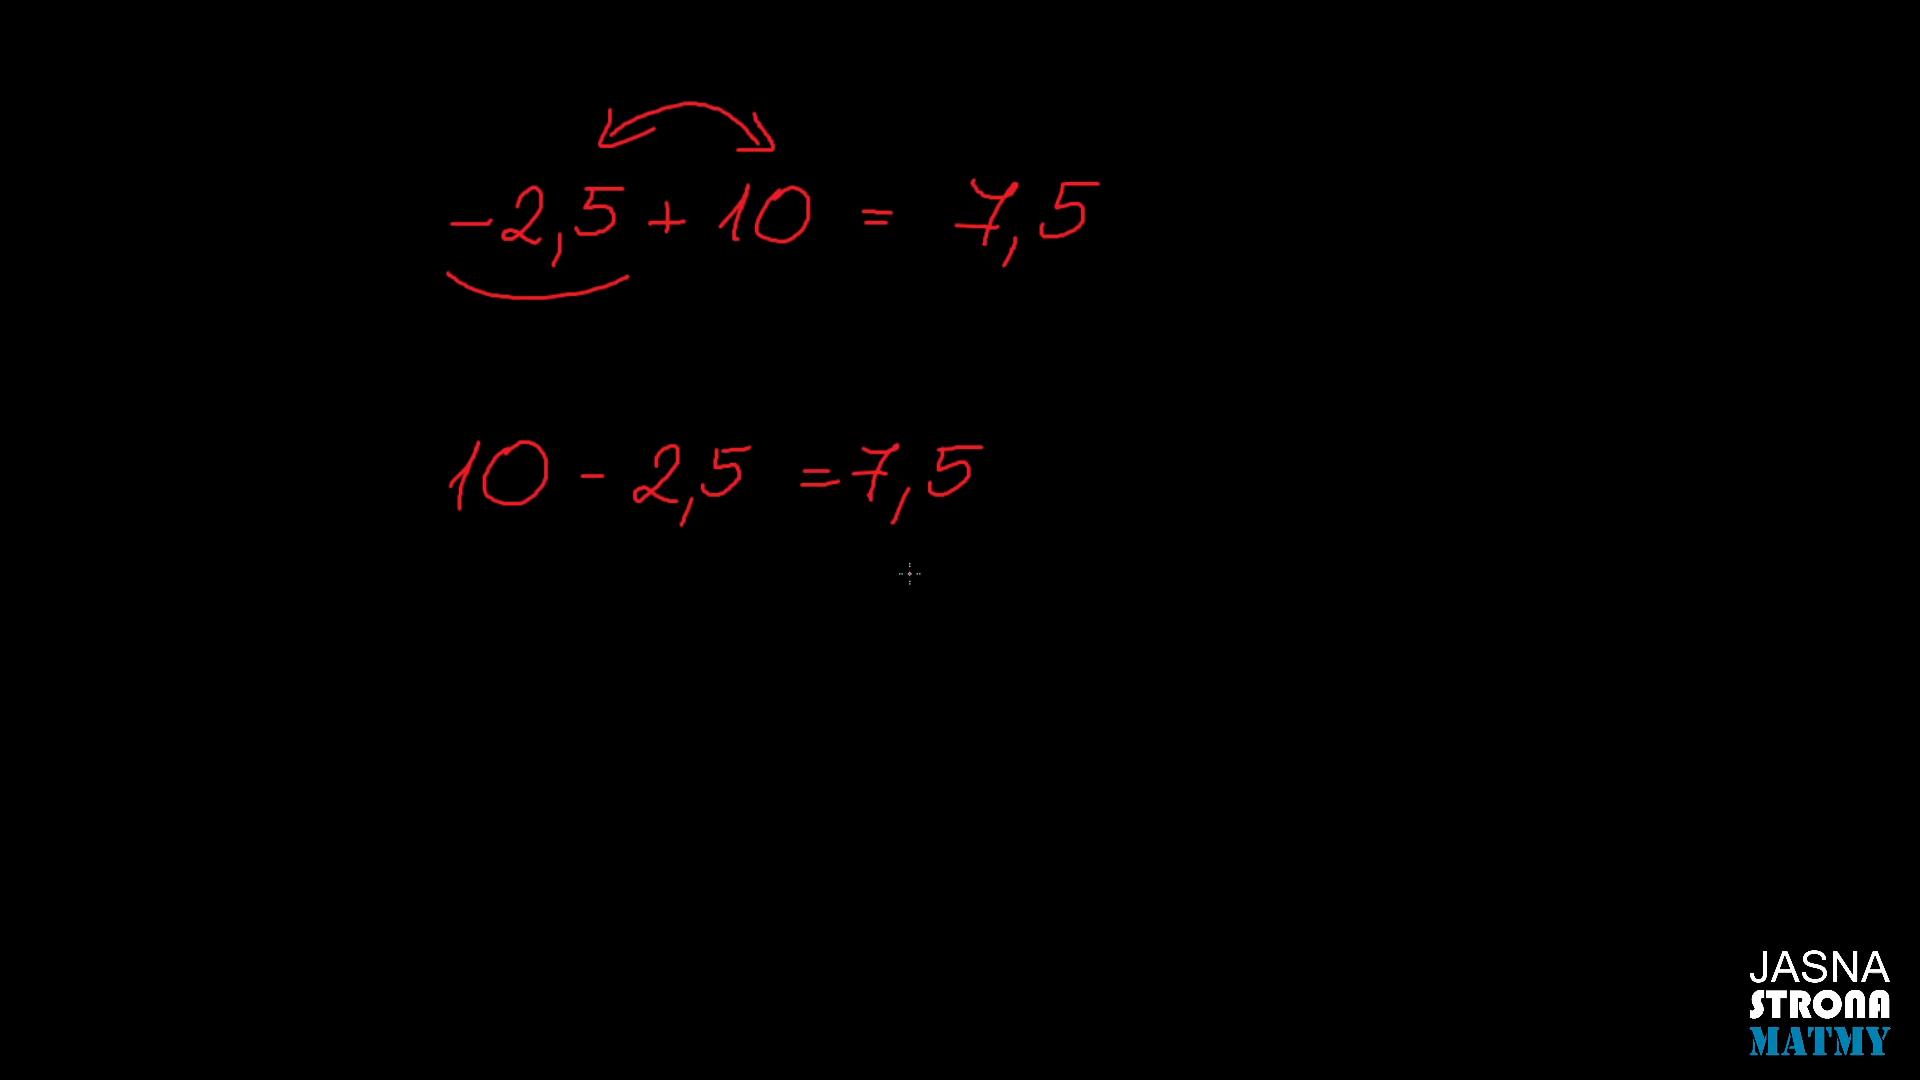 -2,5 + 10 = 7,5
10 - 2,5 = 7,5
JASNA
STRONA
MATMY